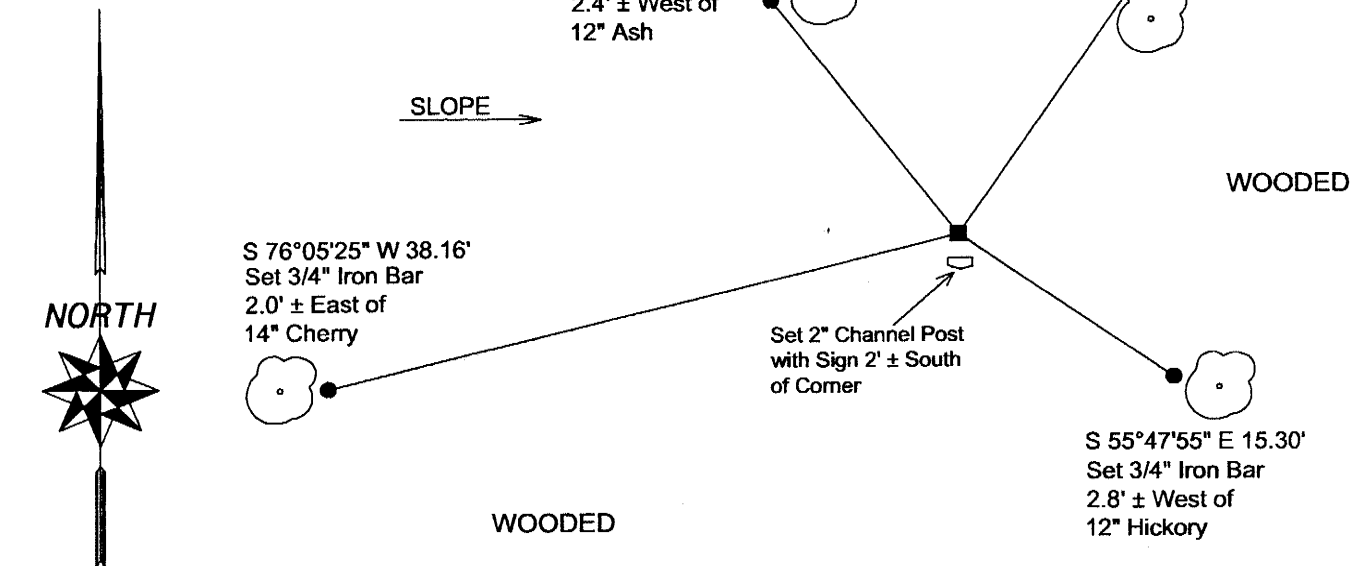 2.4' ± West of
12" Ash
SLOPE
WOODED
S 76°05'25" W 38.16'
Set 3/4" Iron Bar
2.0' ± East of
14" Cherry
NORTH
Set 2" Channel Post
with Sign 2' ± South
of Corner
S 55°47'55" E 15.30'
Set 3/4" Iron Bar
2.8' ± West of
12" Hickory
WOODED